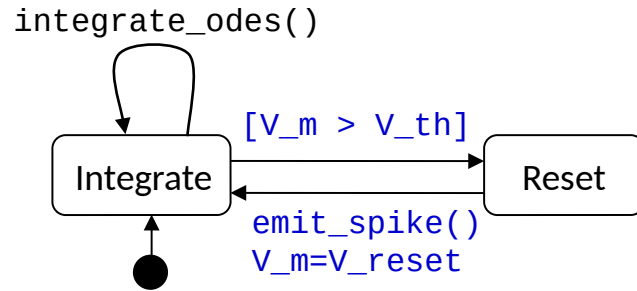 integrate_odes()
[V_m > V_th]
Integrate
Reset
emit_spike()
V_m=V_reset